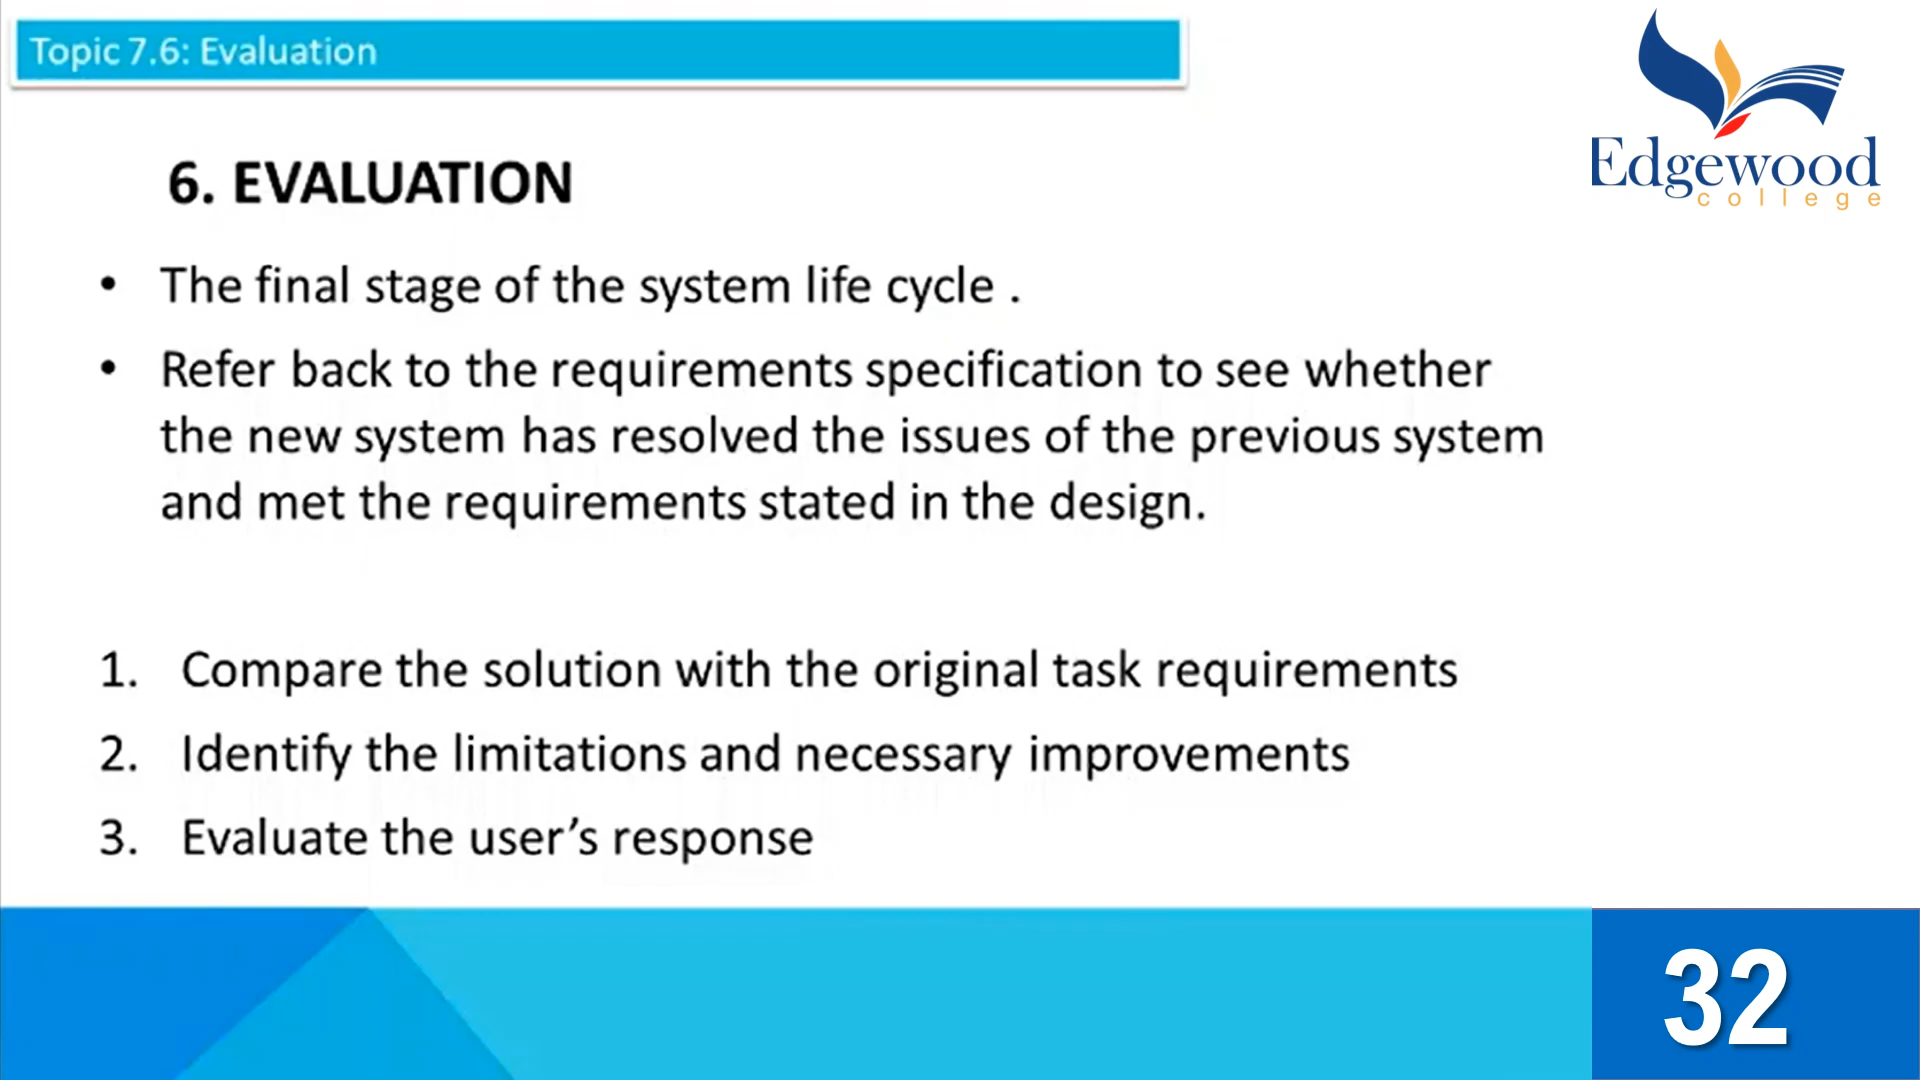 Topic 7.6: Evaluation
Edgewood
college
6. EVALUATION
• The final stage of the system life cycle .
• Refer back to the requirements specification to see whether
the new system has resolved the issues of the previous system
and met the requirements stated in the design.
1. Compare the solution with the original task requirements
2. Identify the limitations and necessary improvements
3. Evaluate the user’s response
32